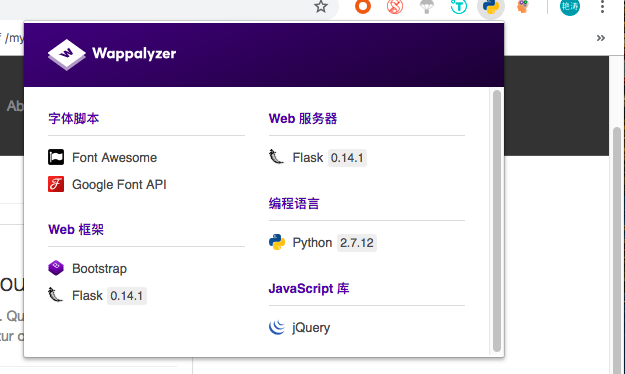 艳涛
/my
»
Wappalyzer
Ab
字体脚本
Font Awesome
Google Font API
Web 框架
Bootstrap
Flask 0.14.1
Web 服务器
Flask 0.14.1
编程语言
Python 2.7.12
JavaScript 库
jQuery
ou
. Qu
tur